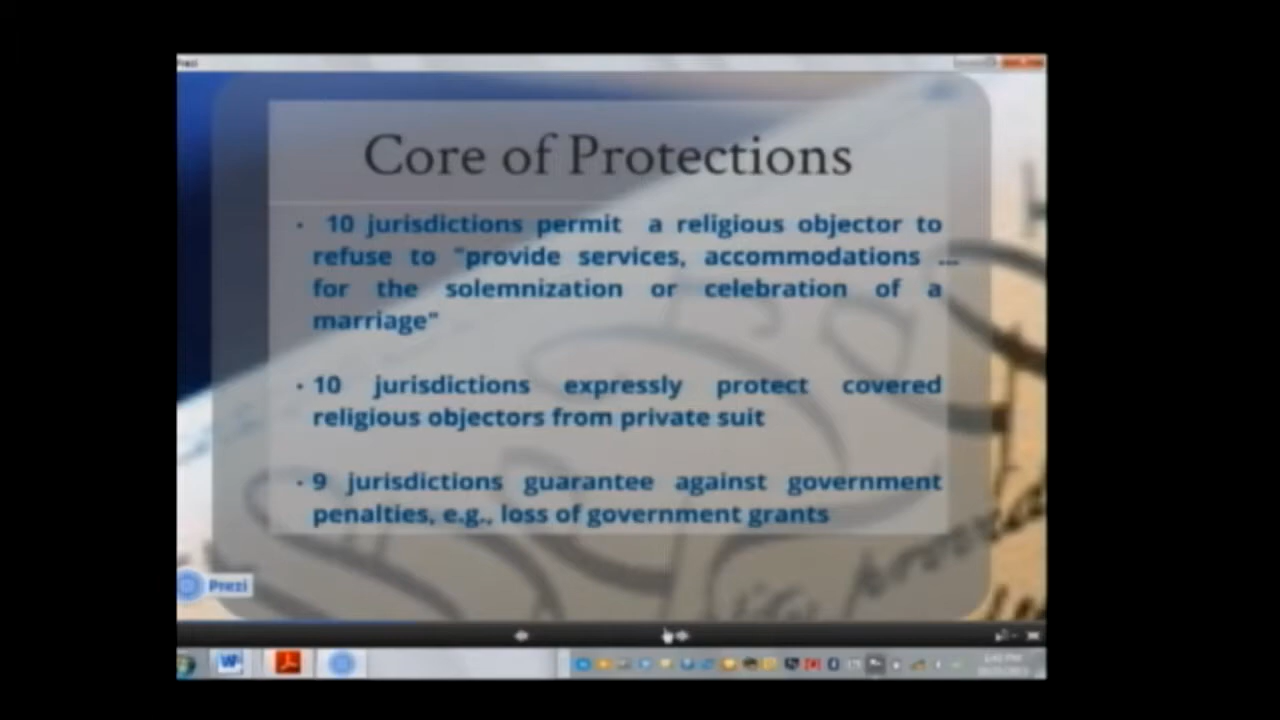 Prezi
Core of Protections
· 10 jurisdictions permit a religious objector to
refuse to "provide services, accommodations ...
for the solemnization or celebration of a
marriage"
· 10 jurisdictions expressly protect covered
religious objectors from private suit
· 9 jurisdictions guarantee against government
penalties, e.g., loss of government grants
Prezi
W